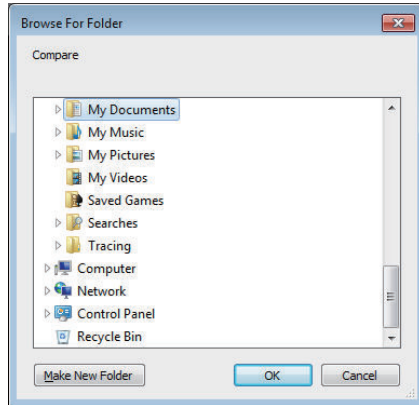 Browse For Folder
Compare
My Documents
My Music
My Pictures
My Videos
Saved Games
Searches
Tracing
Computer
Network
Control Panel
Recycle Bin
Make New Folder
OK
Cancel